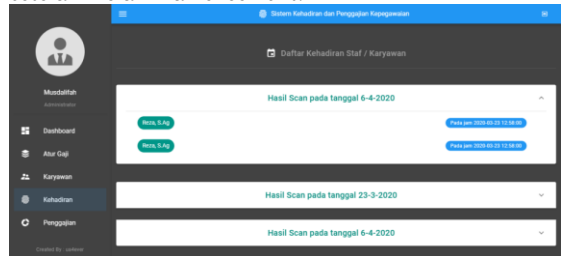 Sistem Kehadiran dan Penggajian Kepegawaian
Daftar Kehadiran Staf / Karyawan
Musdalifah
Administrator
Dashboard
Atur Gaji
Karyawan
Kehadiran
Penggajian
Hasil Scan pada tanggal 6-4-2020
Reza, S.Ag
Pada jam 2020-03-23 12:58:00
Reza, S.Ag
Pada jam 2020-03-23 12:58:00
Hasil Scan pada tanggal 23-3-2020
Hasil Scan pada tanggal 6-4-2020
Created By :